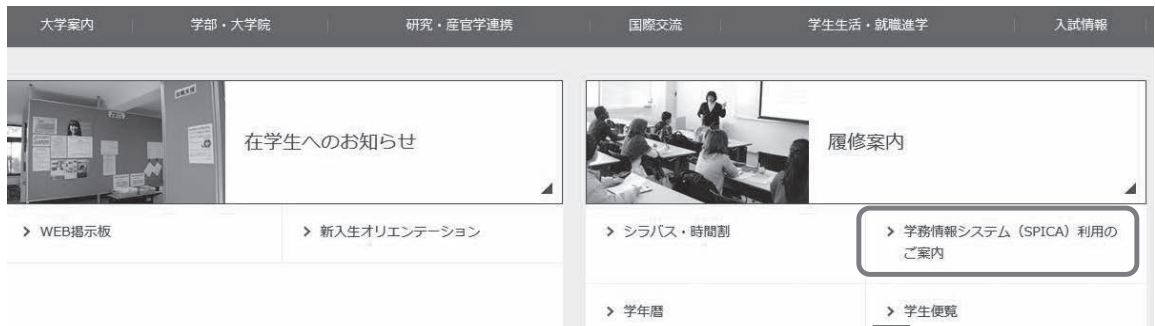 大学案内
学部・大学院
研究・産官学連携
国際交流
学生生活・就職進学
入試情報
在学生へのお知らせ
履修案内
WEB掲示板
新入生オリエンテーション
シラバス・時間割
学務情報システム（SPICA）利用の
ご案内
学年暦
学生便覧